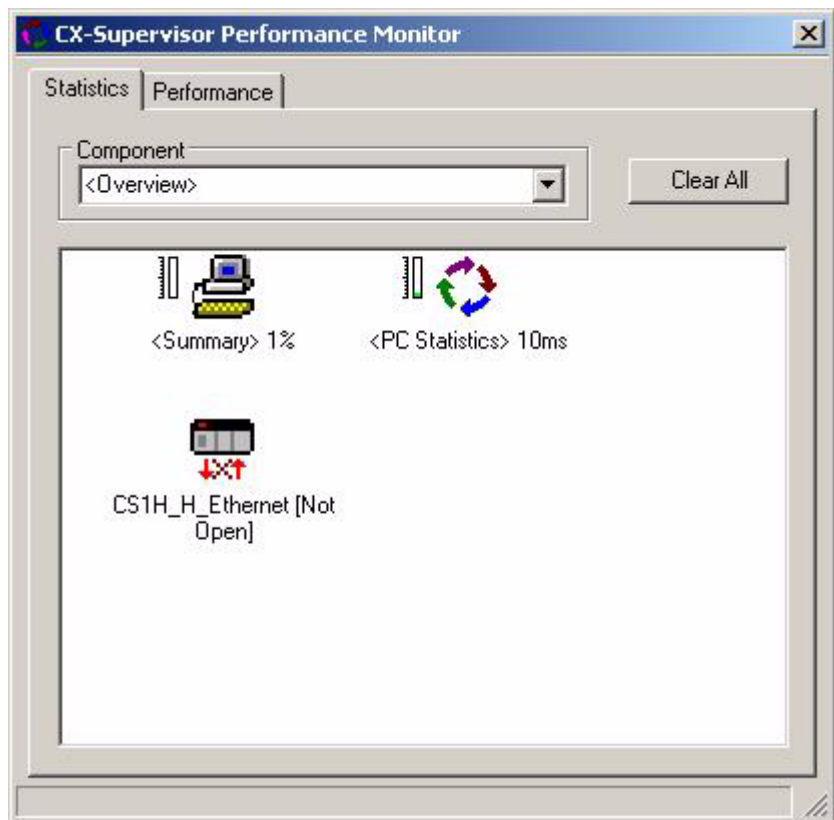 CX-Supervisor Performance Monitor
Statistics
Performance
Component
<Overview>
Clear All
<Summary> 1%
<PC Statistics> 10ms
CS1H_H_Ethernet [Not
Open]